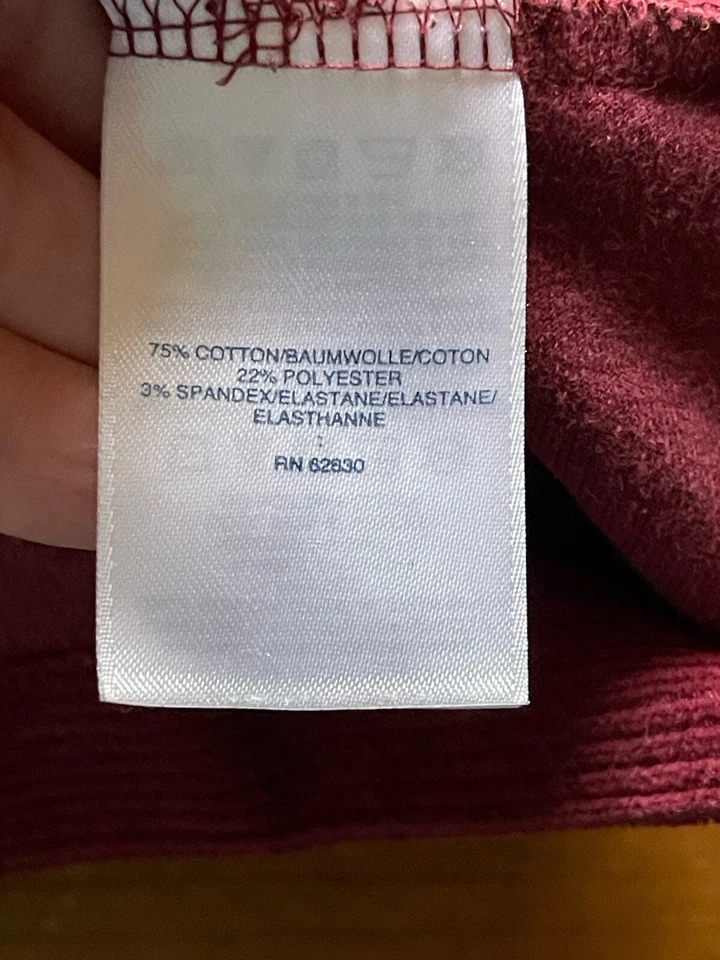 75% COTTON/BAUMWOLLE/COTON
22% POLYESTER
3% SPANDEX/ELASTANE/ELASTANE/
ELASTHANNE
:
RN 62830